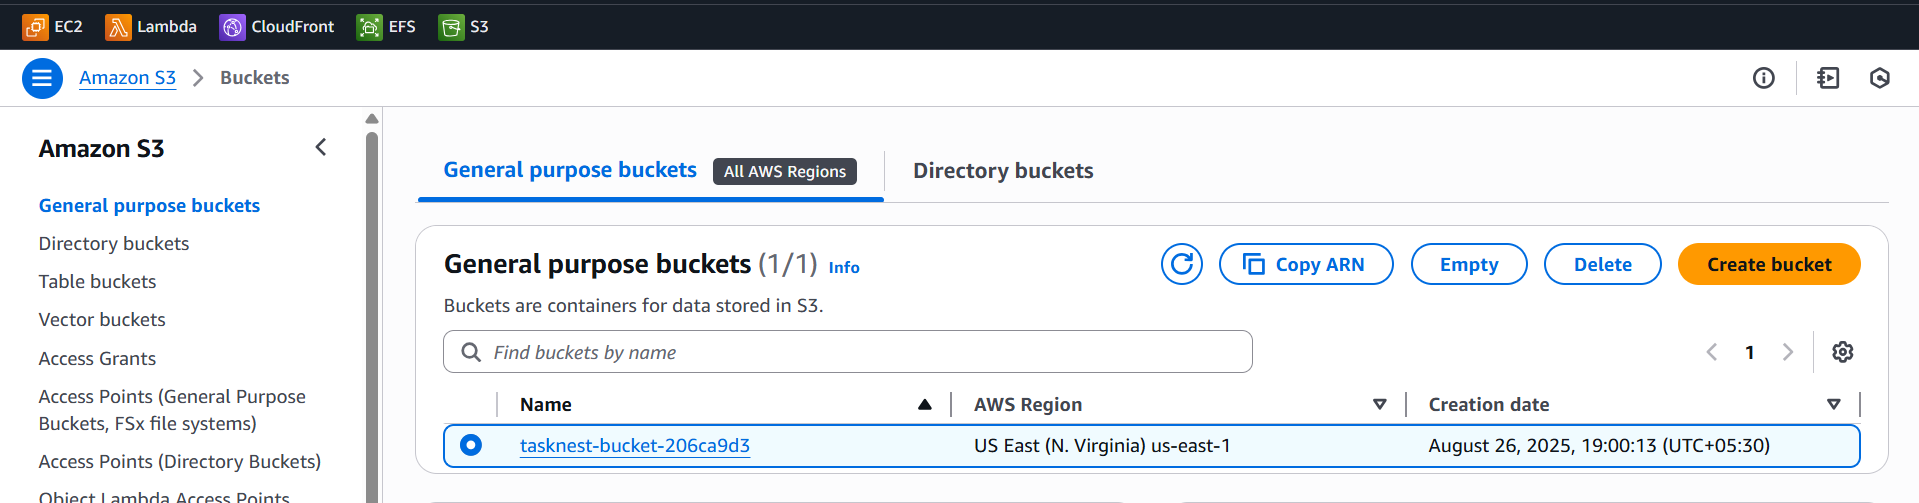 EC2 Lambda CloudFront EFS S3
Amazon S3 Buckets
Amazon S3
General purpose buckets
Directory buckets
Table buckets
Vector buckets
Access Grants
Access Points (General Purpose
Buckets, FSx file systems)
Access Points (Directory Buckets)
Object Lambda Access Points
General purpose buckets All AWS Regions Directory buckets
General purpose buckets (1/1) Info Copy ARN Empty Delete Create bucket
Buckets are containers for data stored in S3.
Find buckets by name 1
Name AWS Region Creation date
tasknest-bucket-206ca9d3 US East (N. Virginia) us-east-1 August 26, 2025, 19:00:13 (UTC+05:30)